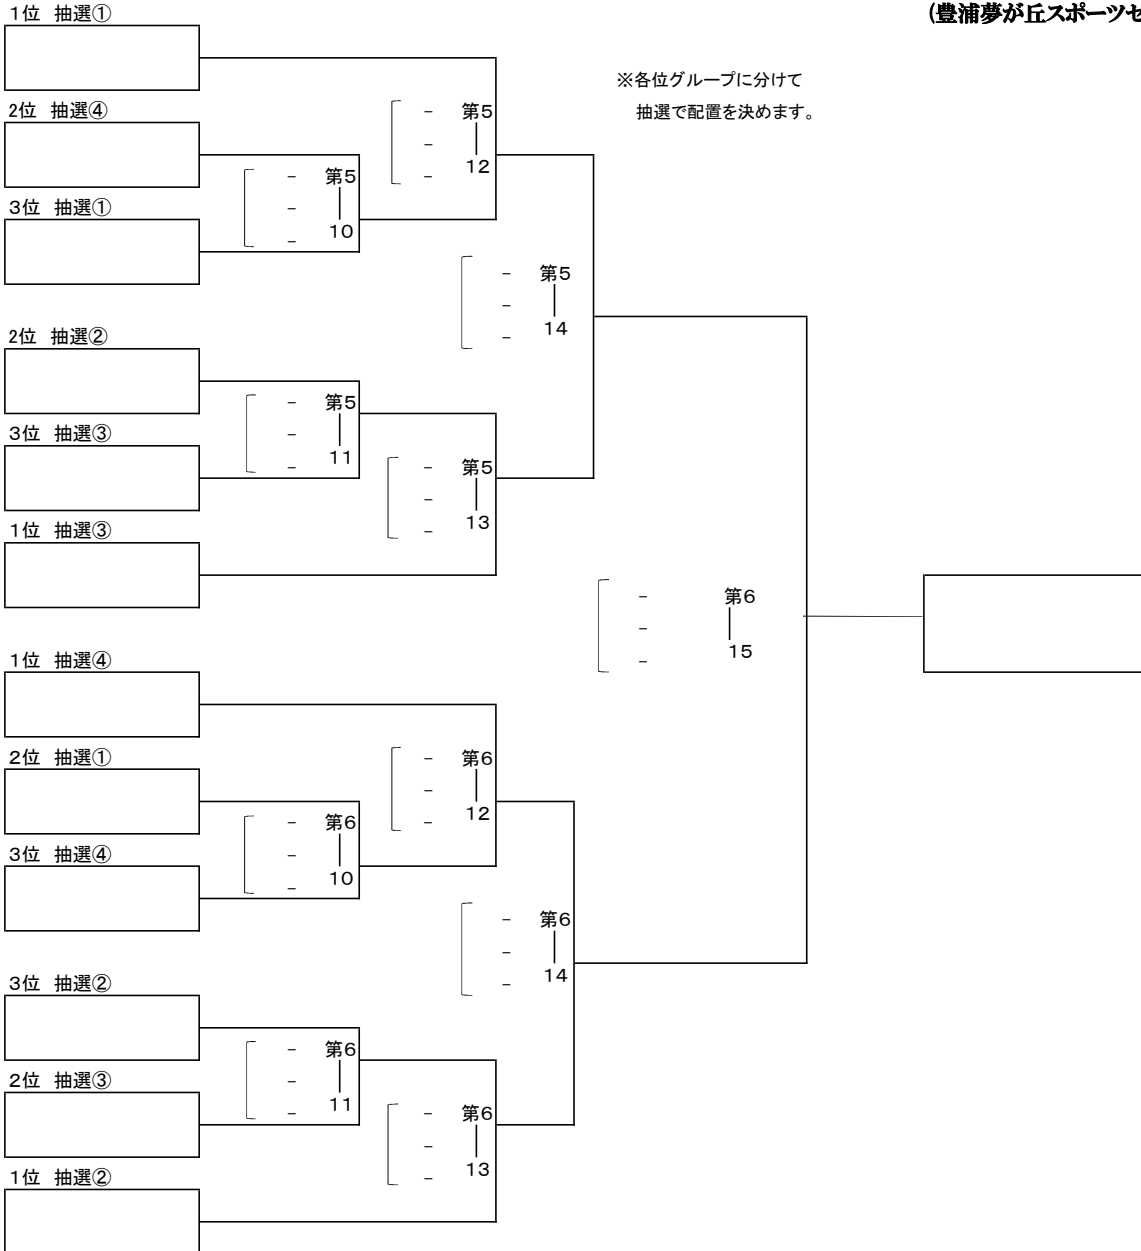 1位 抽選①
(豊浦夢が丘スポーツセ
※各位グループに分けて
抽選で配置を決めます。
2位 抽選④
- 第5
-
- 12
- 第5
-
- 10
3位 抽選①
- 第5
-
- 14
2位 抽選②
- 第5
-
- 11
3位 抽選③
- 第5
-
- 13
1位 抽選③
- 第6
-
- 15
1位 抽選④
2位 抽選①
- 第6
-
- 12
- 第6
-
- 10
3位 抽選④
- 第6
-
- 14
3位 抽選②
- 第6
-
- 11
2位 抽選③
- 第6
-
- 13
1位 抽選②